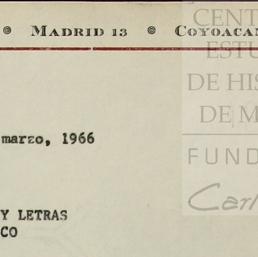 MADRID 13 COYOACAN
marzo, 1966
Y LETRAS
CO
CENT
ESTU
DE HIS
DE M
FUND
Carl